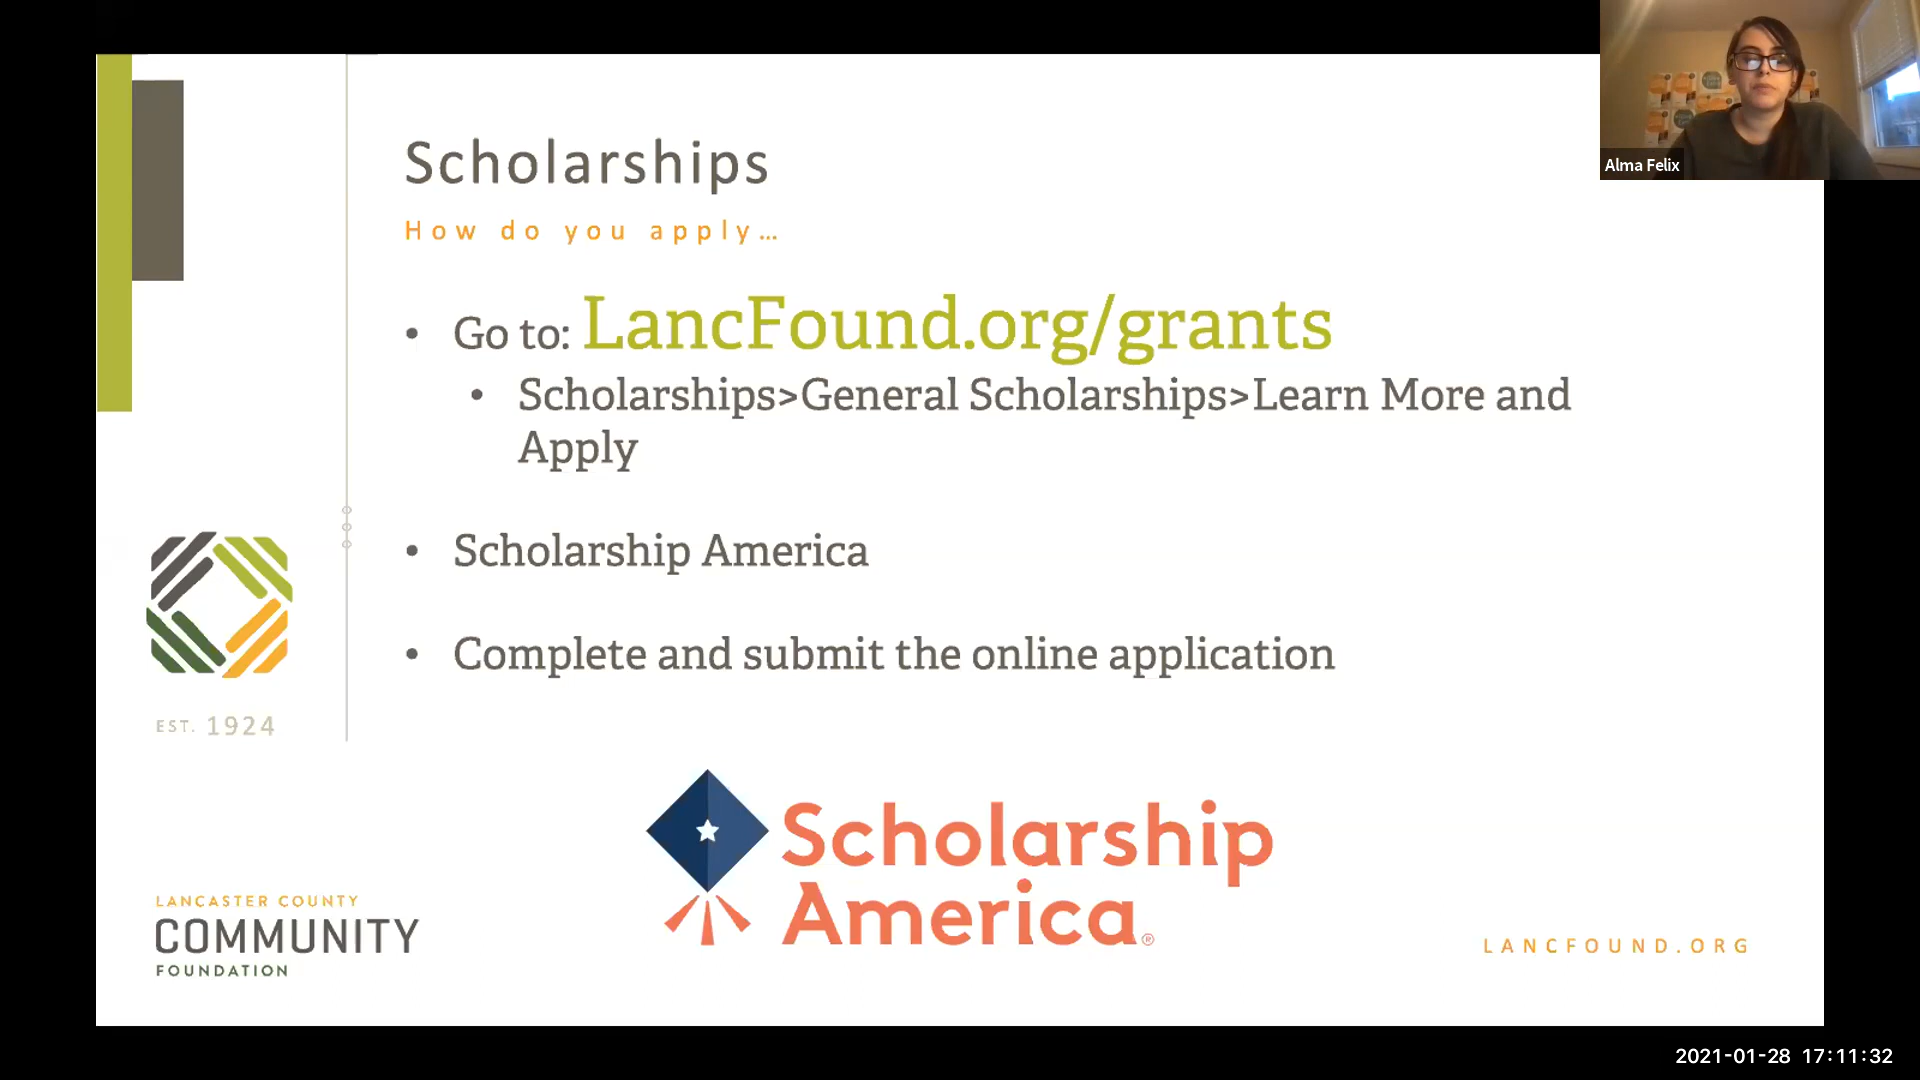 Alma Felix
Scholarships
How do you apply…
• Go to: LancFound.org/grants
• Scholarships>General Scholarships>Learn More and
Apply
• Scholarship America
• Complete and submit the online application
EST. 1924
Scholarship
America®
LANCASTER COUNTY
COMMUNITY
FOUNDATION
LANCFOUND.ORG
2021-01-28 17:11:32